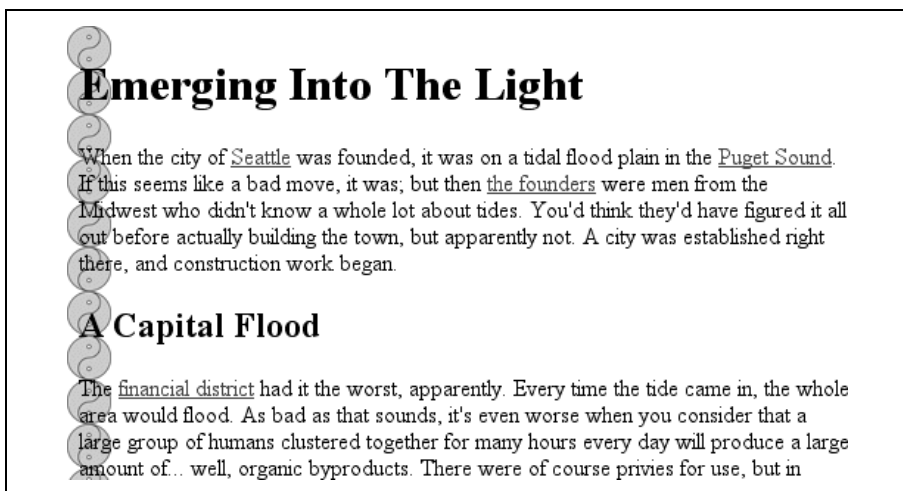 Emerging Into The Light
When the city of Seattle was founded, it was on a tidal flood plain in the Puget Sound.
If this seems like a bad move, it was; but then the founders were men from the
Midwest who didn't know a whole lot about tides. You'd think they'd have figured it all
out before actually building the town, but apparently not. A city was established right
there, and construction work began.
A Capital Flood
The financial district had it the worst, apparently. Every time the tide came in, the whole
area would flood. As bad as that sounds, it's even worse when you consider that a
large group of humans clustered together for many hours every day will produce a large
amount of... well, organic byproducts. There were of course privies for use, but in